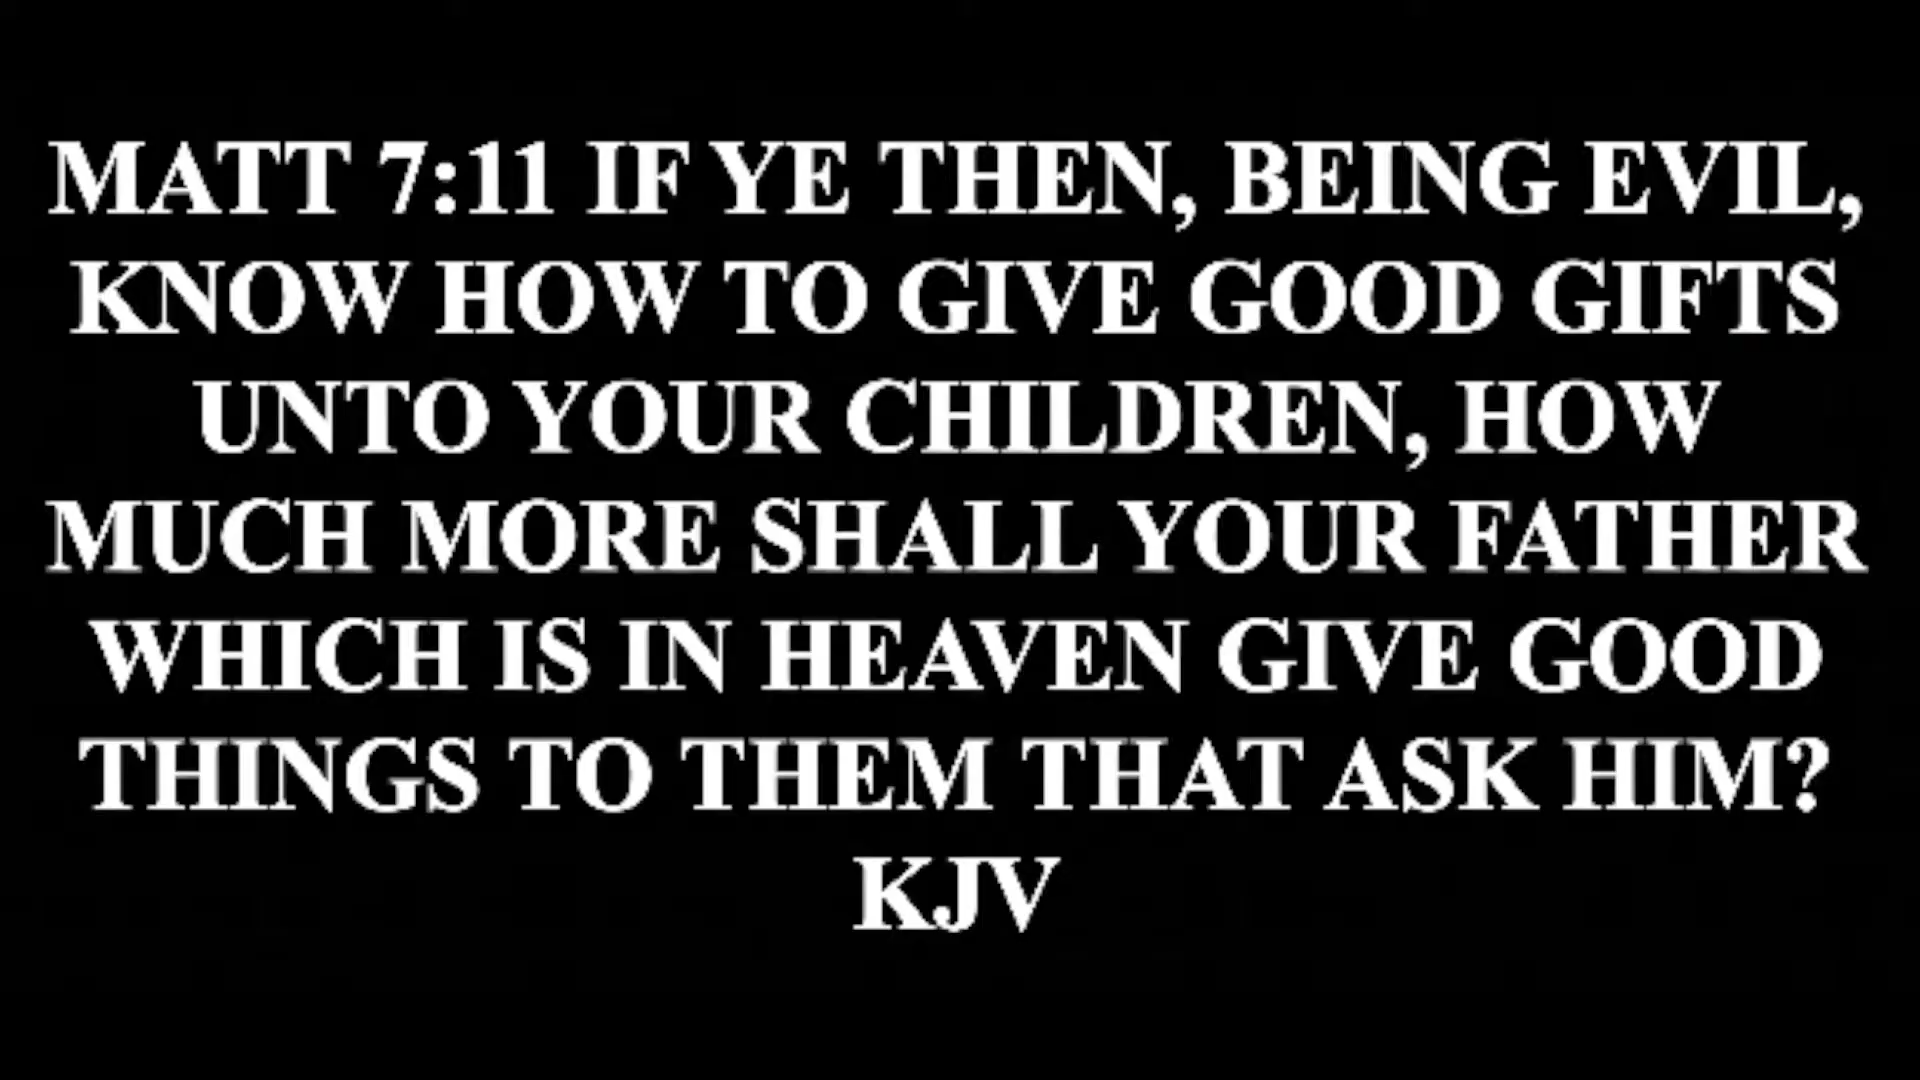 MATT 7:11 IF YE THEN, BEING EVIL,
KNOW HOW TO GIVE GOOD GIFTS
UNTO YOUR CHILDREN, HOW
MUCH MORE SHALL YOUR FATHER
WHICH IS IN HEAVEN GIVE GOOD
THINGS TO THEM THAT ASK HIM?
KJV